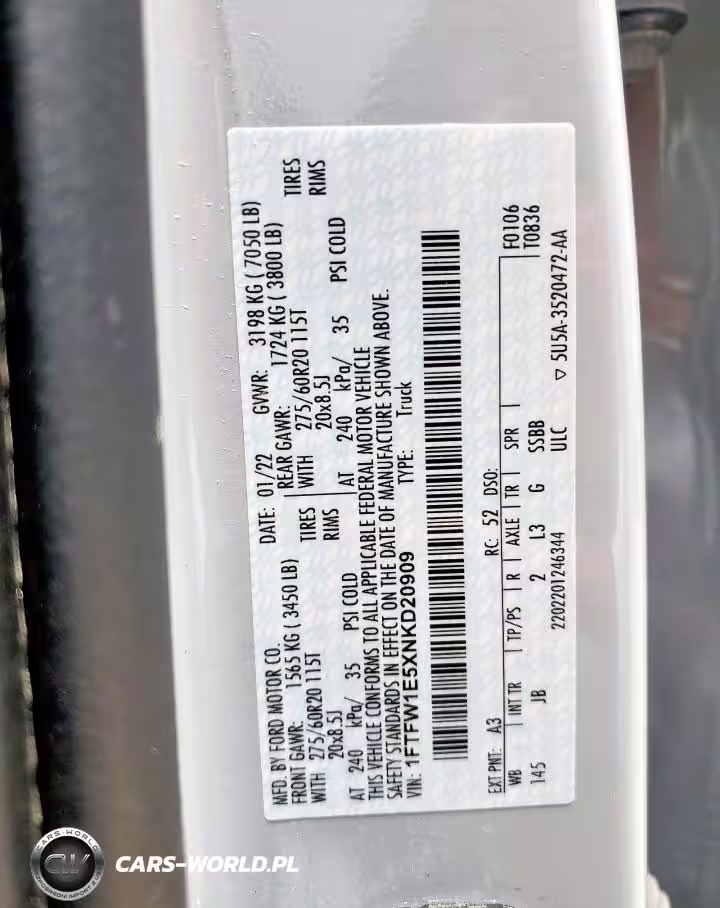 MFD. BY FORD MOTOR CO.
DATE: 01/22 GVWR: 3198 KG ( 7050 LB)
FRONT GAWR: 1565 KG ( 3450 LB) REAR GAWR: 1724 KG ( 3800 LB)
WITH 275/60R20 115T TIRES WITH 275/60R20 115T TIRES
20x8.5J RIMS 20x8.5J RIMS
AT 240 kPa/ 35 PSI COLD AT 240 kPa/ 35 PSI COLD
THIS VEHICLE CONFORMS TO ALL APPLICABLE FEDERAL MOTOR VEHICLE
SAFETY STANDARDS IN EFFECT ON THE DATE OF MANUFACTURE SHOWN ABOVE.
VIN: 1FTFW1E5XNKD20909 TYPE: Truck
EXT PNT: A3 RC: 52 DSO: F0106
WB INT TR TP/PS R AXLE TR SPR T0836
145 JB 2 L3 G SSBB
2202201246344 ULC ▽ 5U5A-3520472-AA
CARS-WORLD
CW
CARS-WORLD.PL